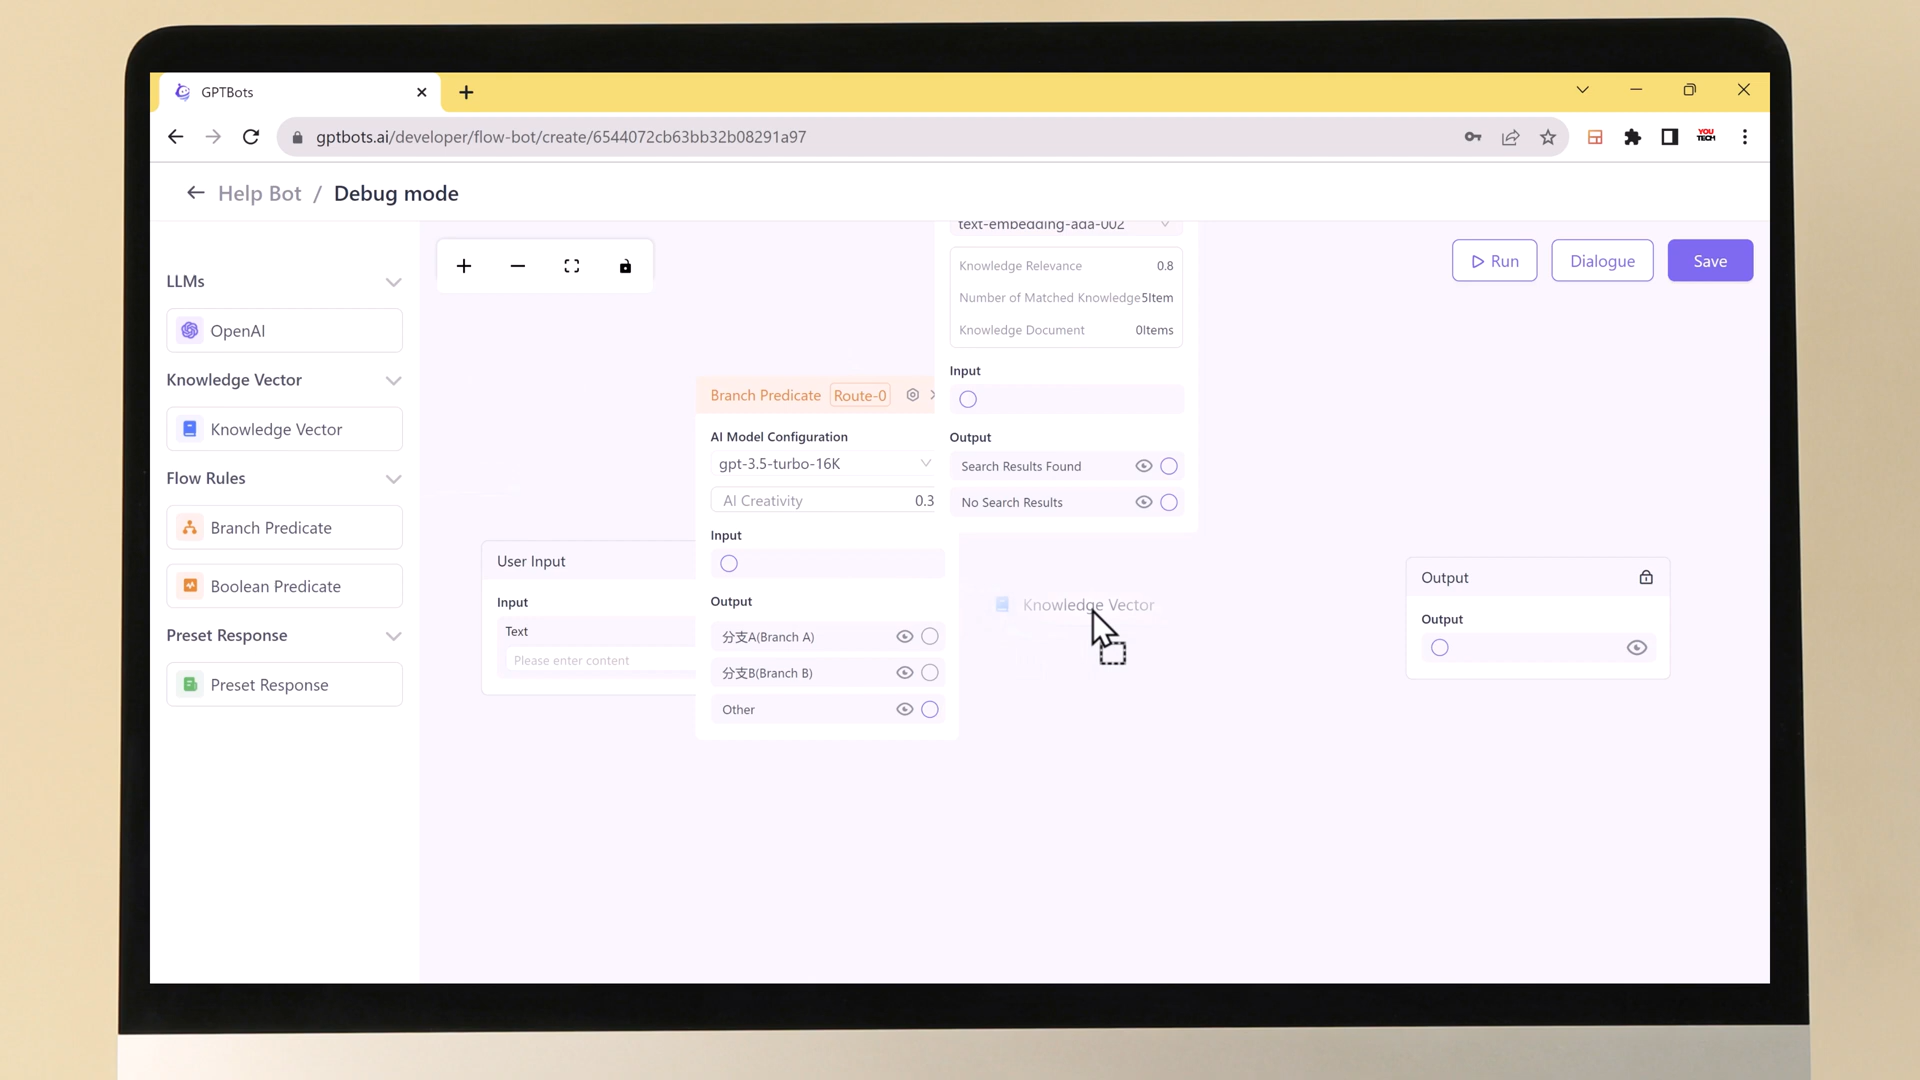 GPTBots
gptbots.ai/developer/flow-bot/create/6544072cb63bb32b08291a97
YOU
TECH
Help Bot / Debug mode
LLMs
OpenAI
Knowledge Vector
Knowledge Vector
Flow Rules
Branch Predicate
Boolean Predicate
Preset Response
Preset Response
Run
Dialogue
Save
User Input
Input
Text
Please enter content
Branch Predicate Route-0
AI Model Configuration
gpt-3.5-turbo-16K
AI Creativity 0.3
Input
Output
分支A(Branch A)
分支B(Branch B)
Other
text-embedding-ada-002
Knowledge Relevance 0.8
Number of Matched Knowledge 5Item
Knowledge Document 0Items
Input
Output
Search Results Found
No Search Results
Knowledge Vector
Output
Output